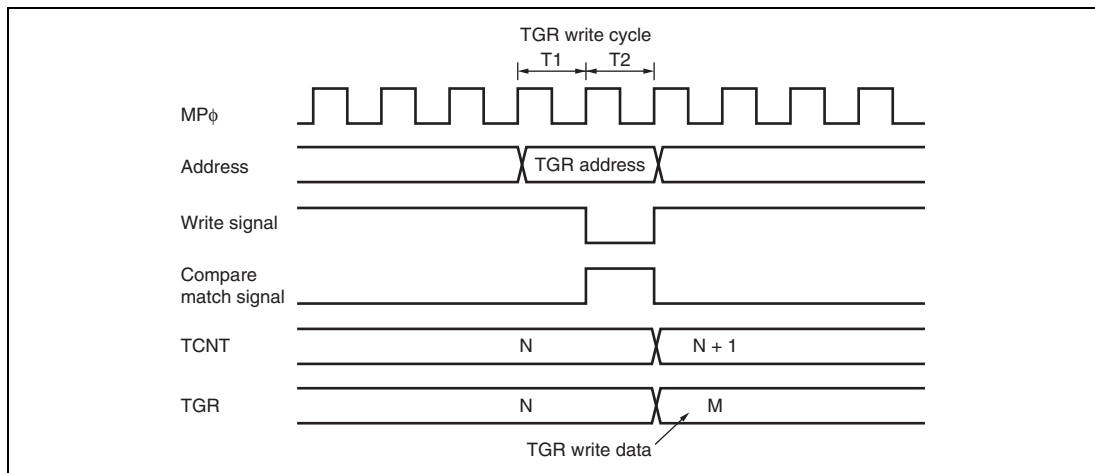 TGR write cycle
T1 T2
MPϕ
Address TGR address
Write signal
Compare
match signal
TCNT N N + 1
TGR N M
TGR write data